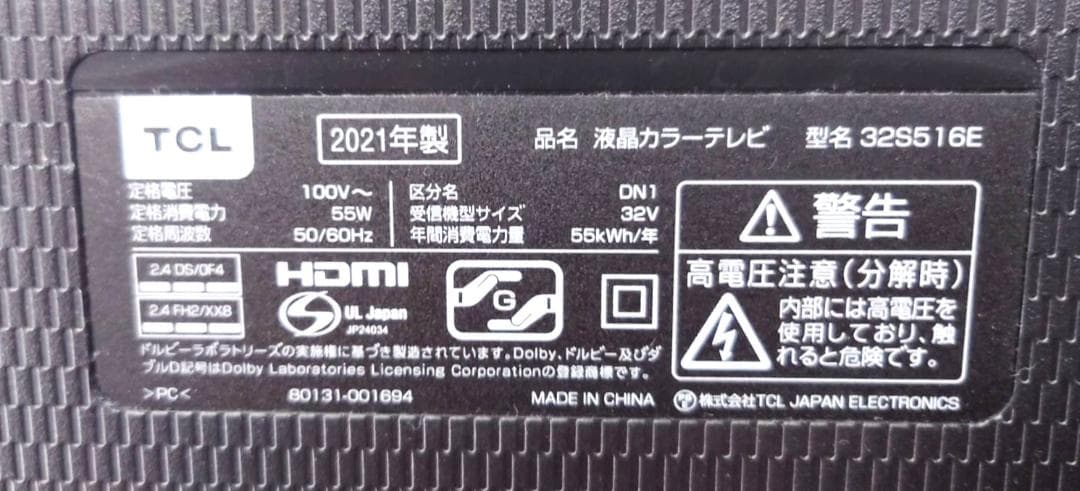 TCL
2021年製
品名 液晶カラーテレビ 型名 32S516E
定格電圧 100V～
定格消費電力 55W
定格周波数 50/60Hz
区分名 DN1
受信機型サイズ 32V
年間消費電力量 55kWh/年
2.4 DS/OF4
2.4 FH2/XX8
HDMI
S
UL Japan
JP24034
G
ドルビーラボラトリーズの実施権に基づき製造されています。Dolby、ドルビー及びダ
ブルD記号はDolby Laboratories Licensing Corporationの登録商標です。
>PC< 80131-001694 MADE IN CHINA
警告
高電圧注意(分解時)
内部には高電圧を
使用しており、触
れると危険です。
株式会社TCL JAPAN ELECTRONICS